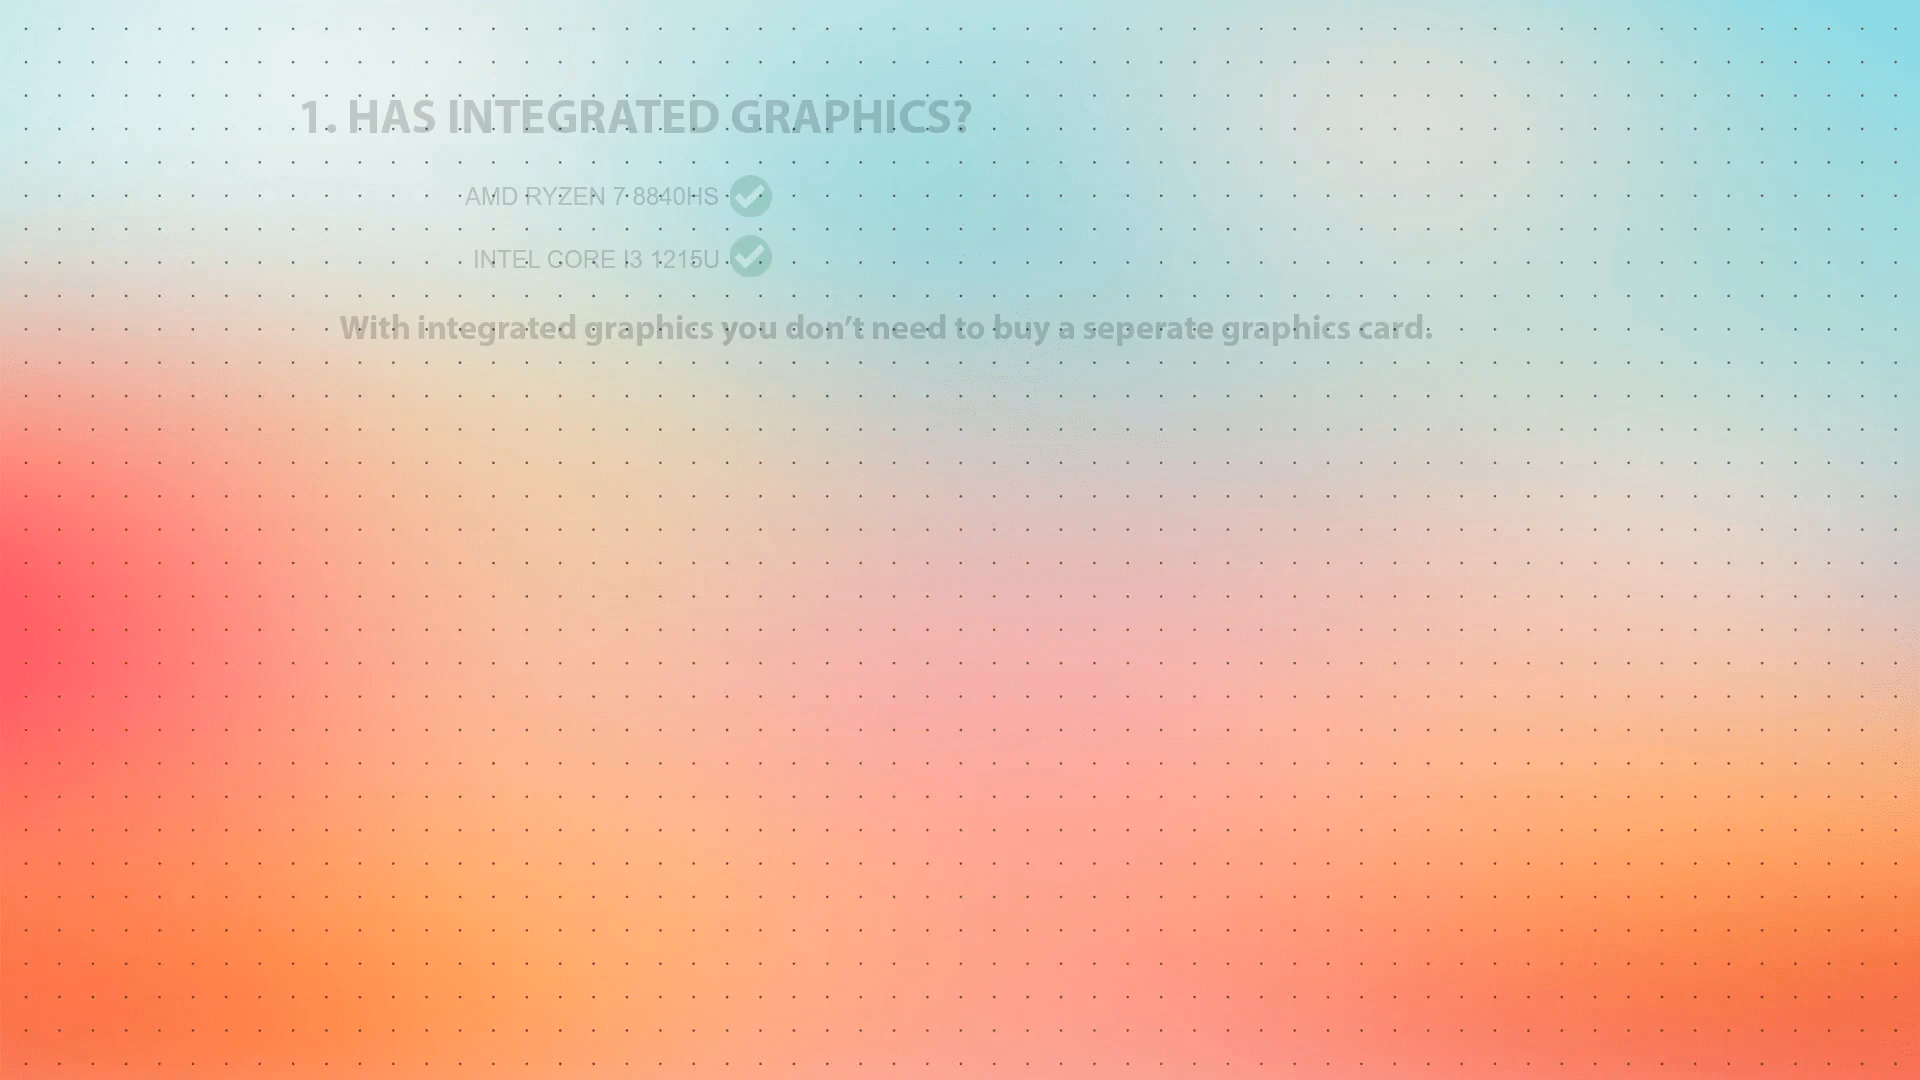 1. HAS INTEGRATED GRAPHICS?
AMD RYZEN 7 8840HS
INTEL CORE I3 1215U
With integrated graphics you don’t need to buy a seperate graphics card.